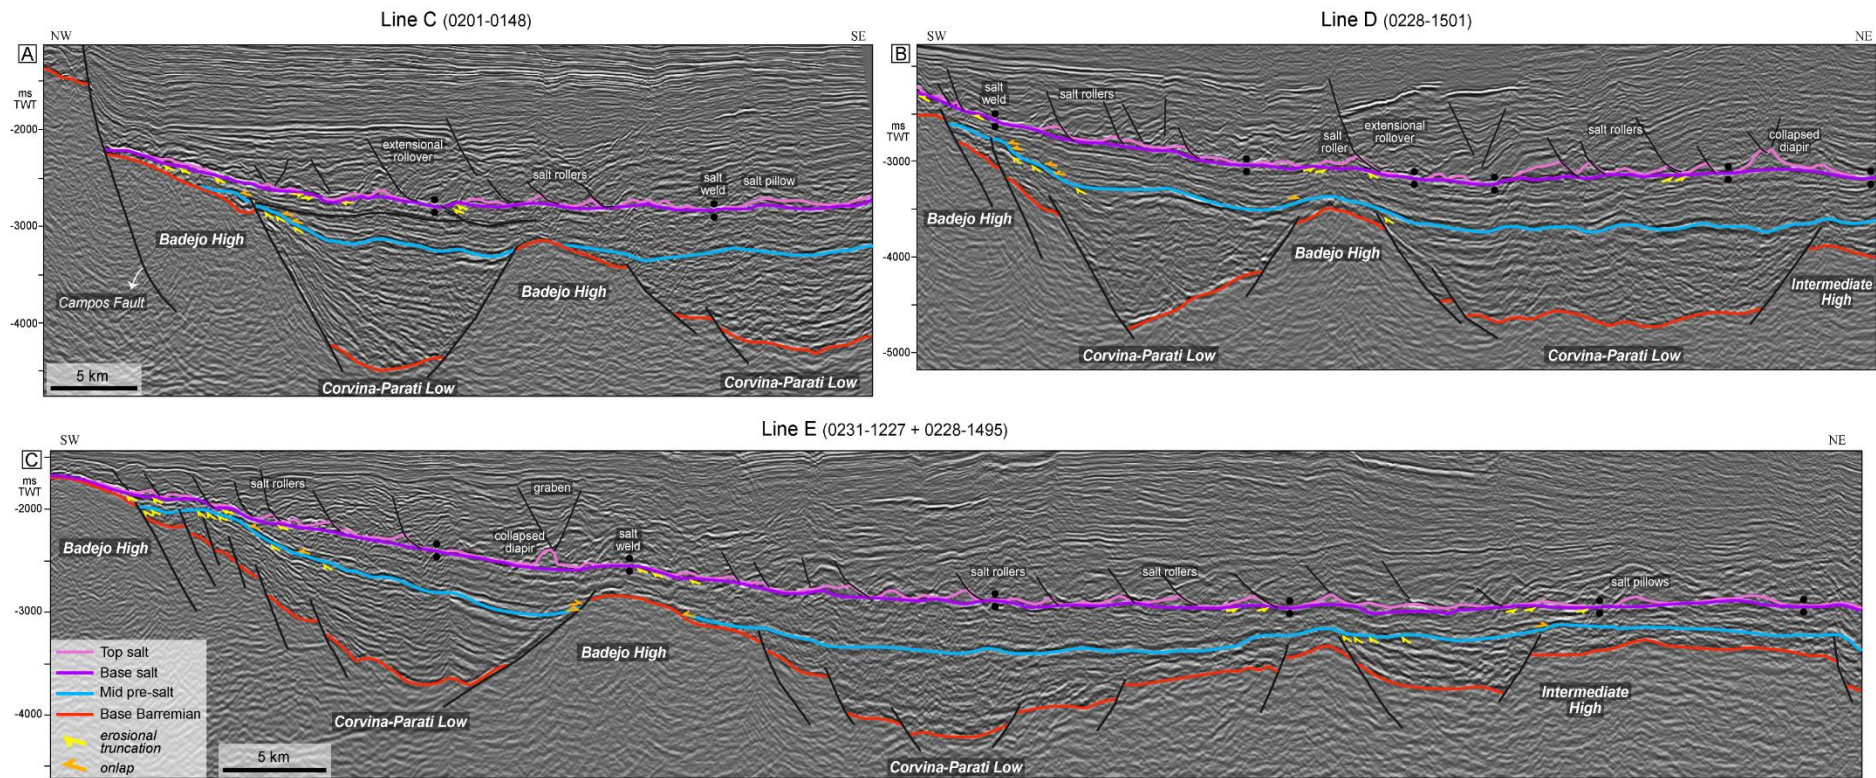 Line C (0201-0148)
A
NW
SE
ms
TWT
-2000
-3000
-4000
extensional
rollover
salt rollers
salt
weld
salt pillow
Badejo High
Badejo High
Campos Fault
Corvina-Parati Low
Corvina-Parati Low
5 km
Line D (0228-1501)
B
SW
NE
ms
TWT
-3000
-4000
-5000
salt
weld
salt rollers
salt
roller
extensional
rollover
salt rollers
collapsed
diapir
Badejo High
Badejo High
Intermediate
High
Corvina-Parati Low
Corvina-Parati Low
Line E (0231-1227 + 0228-1495)
C
SW
NE
ms
TWT
-2000
-3000
-4000
salt rollers
graben
collapsed
diapir
salt
weld
salt rollers
salt rollers
salt pillows
Badejo High
Badejo High
Intermediate
High
Corvina-Parati Low
Corvina-Parati Low
Top salt
Base salt
Mid pre-salt
Base Barremian
erosional
truncation
onlap
5 km